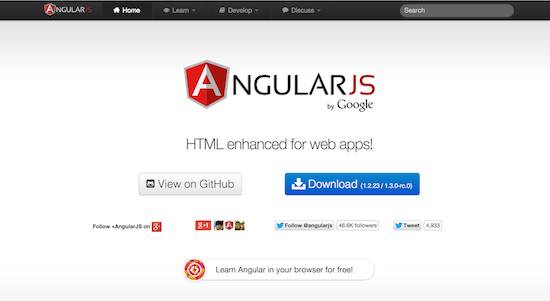 ANGULARJS Home Learn Develop Discuss Search
ANGULARJS
by Google
HTML enhanced for web apps!
View on GitHub Download (1.2.23 / 1.3.0-rc.0)
Follow +AngularJS on g+ g+1 Follow @angularjs 46.6K followers Tweet 4,933
Learn Angular in your browser for free!